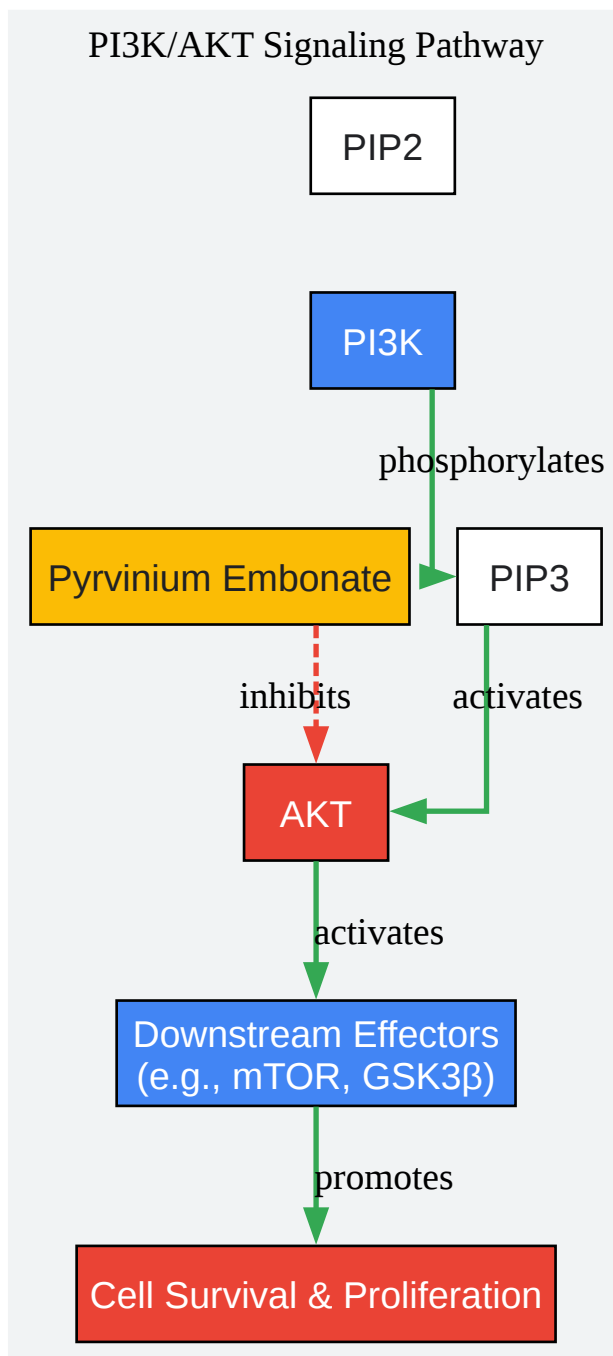 PI3K/AKT Signaling Pathway
PIP2
PI3K
phosphorylates
Pyrvinium Embonate
PIP3
inhibits
activates
AKT
activates
Downstream Effectors
(e.g., mTOR, GSK3β)
promotes
Cell Survival & Proliferation